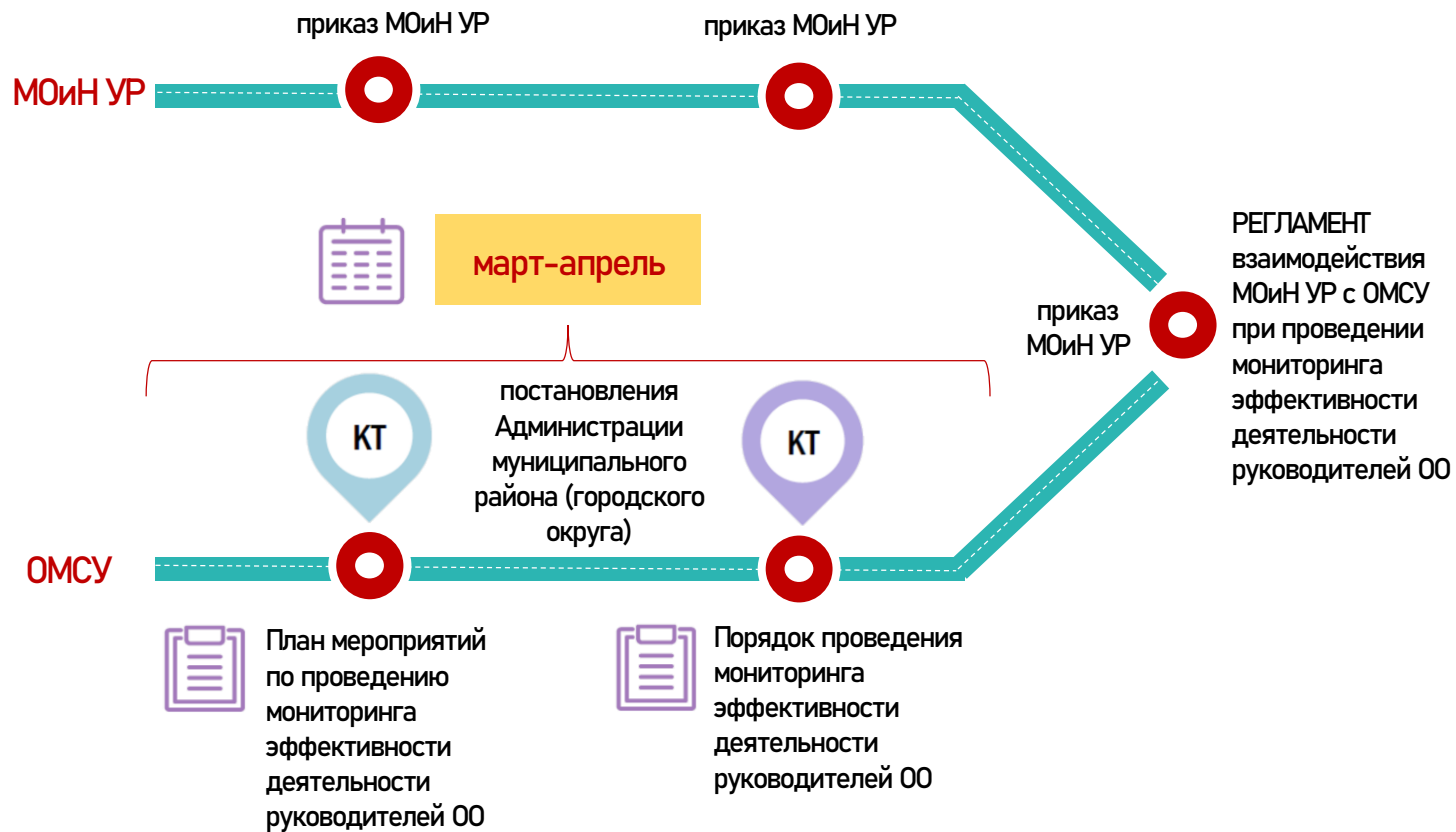 приказ МОиН УР
приказ МОиН УР
МОиН УР
март-апрель
РЕГЛАМЕНТ
взаимодействия
МОиН УР с ОМСУ
при проведении
мониторинга
эффективности
деятельности
руководителей ОО
приказ
МОиН УР
постановления
Администрации
муниципального
района (городского
округа)
КТ
КТ
ОМСУ
План мероприятий
по проведению
мониторинга
эффективности
деятельности
руководителей ОО
Порядок проведения
мониторинга
эффективности
деятельности
руководителей ОО